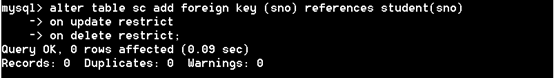 mysql> alter table sc add foreign key (sno) references student(sno)
-> on update restrict
-> on delete restrict;
Query OK, 0 rows affected (0.09 sec)
Records: 0  Duplicates: 0  Warnings: 0